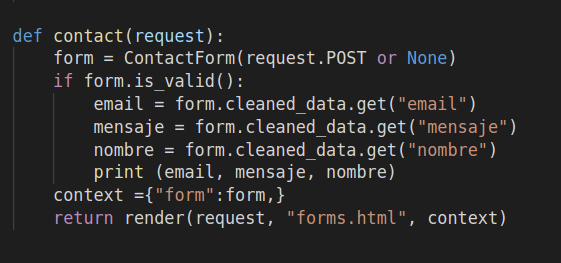 def contact(request):
    form = ContactForm(request.POST or None)
    if form.is_valid():
        email = form.cleaned_data.get("email")
        mensaje = form.cleaned_data.get("mensaje")
        nombre = form.cleaned_data.get("nombre")
        print (email, mensaje, nombre)
    context ={"form":form,}
    return render(request, "forms.html", context)